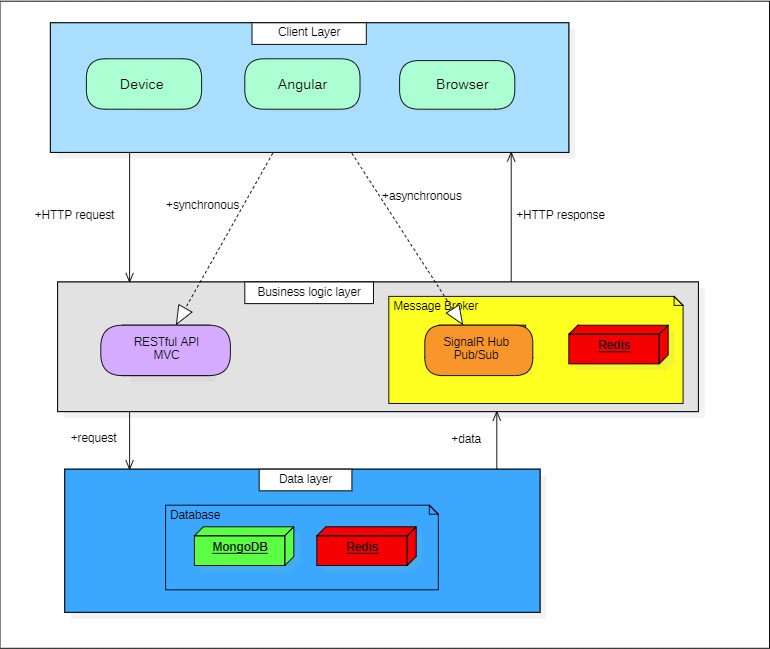 Client Layer
Device
Angular
Browser
+HTTP request
+synchronous
+asynchronous
+HTTP response
Business logic layer
Message Broker
RESTful API
MVC
SignalR Hub
Pub/Sub
Redis
+request
+data
Data layer
Database
MongoDB
Redis